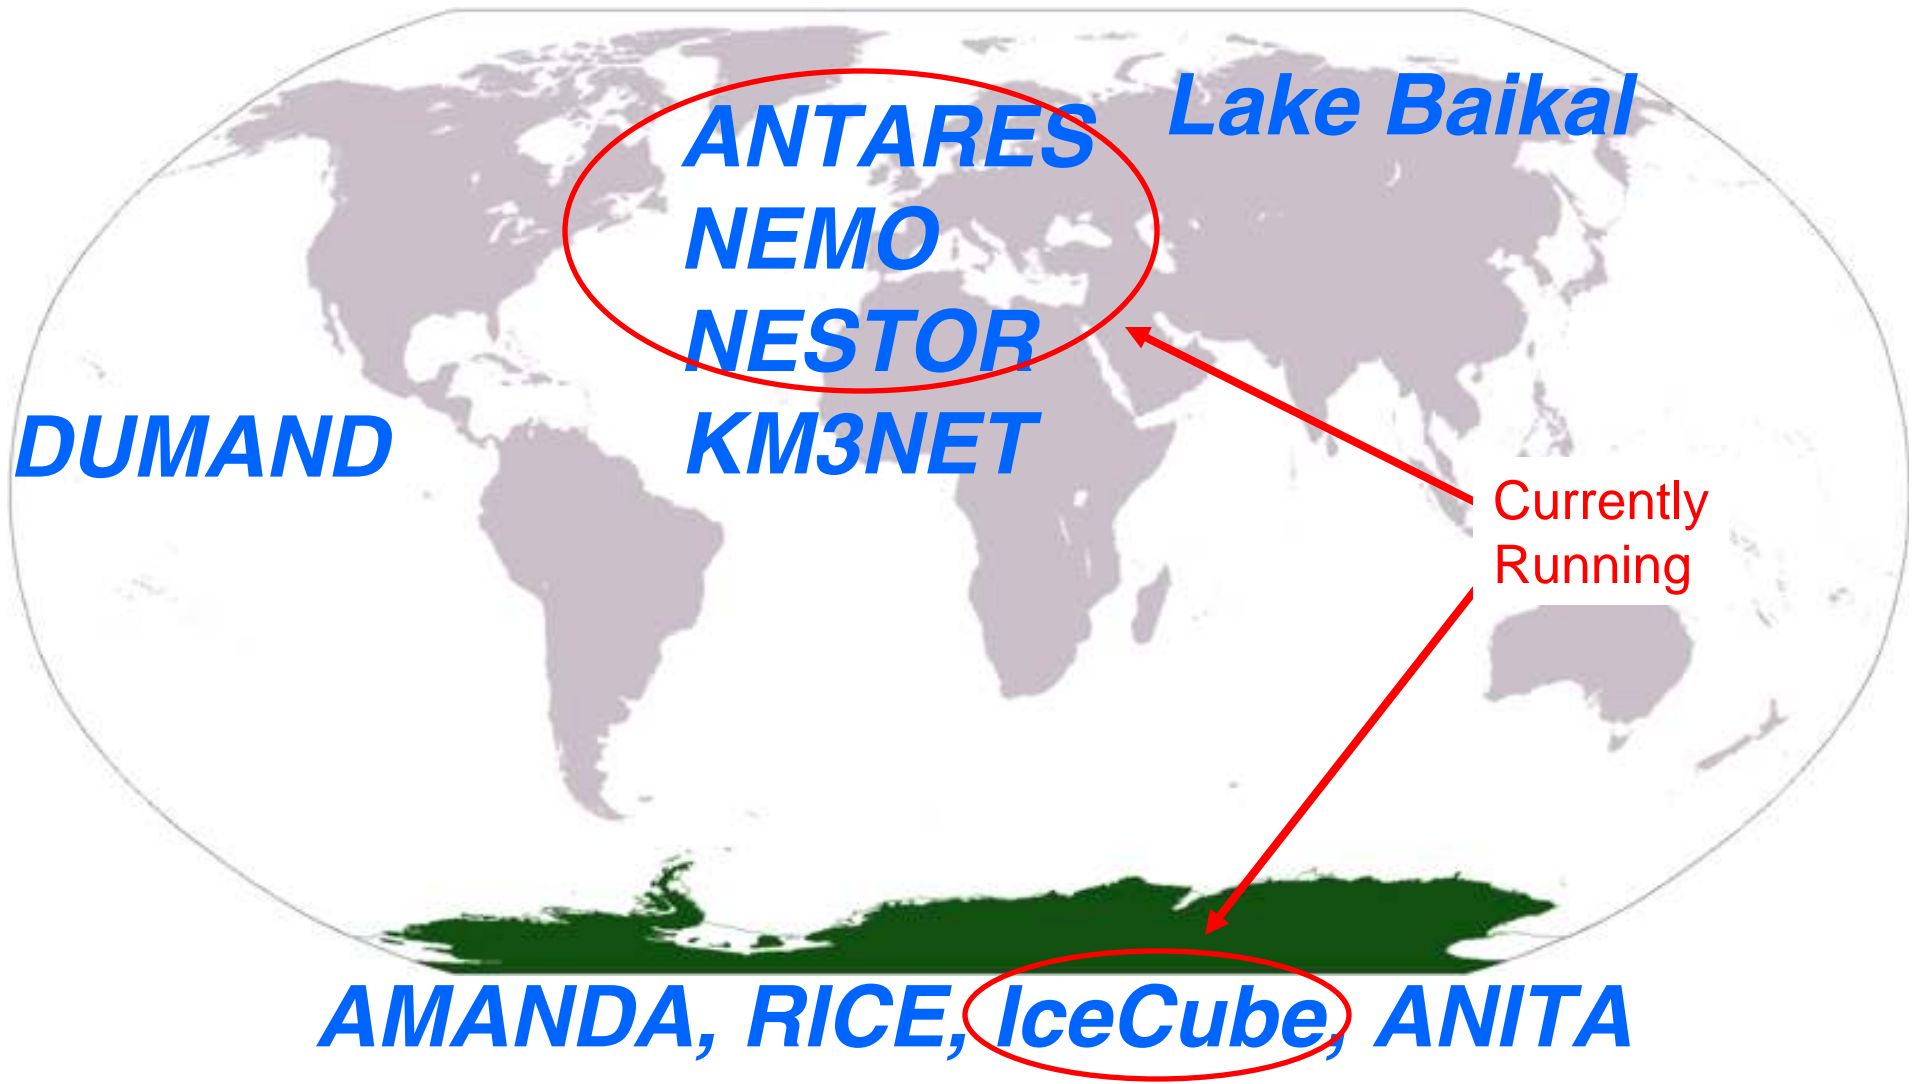 Lake Baikal
ANTARES
NEMO
NESTOR
KM3NET
DUMAND
Currently
Running
AMANDA, RICE, IceCube, ANITA